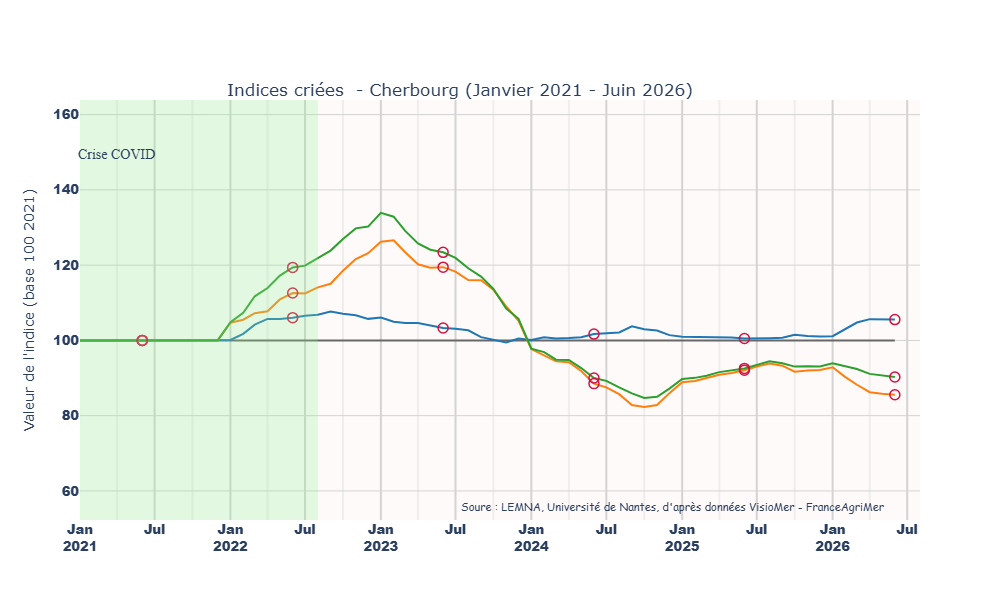 Indices criées  - Cherbourg (Janvier 2021 - Juin 2026)
160
Crise COVID
140
120
100
80
60
Valeur de l'indice (base 100 2021)
Soure : LEMNA, Université de Nantes, d'après données VisioMer - FranceAgriMer
Jan Jul Jan Jul Jan Jul Jan Jul Jan Jul Jan Jul
2021 2022 2023 2024 2025 2026